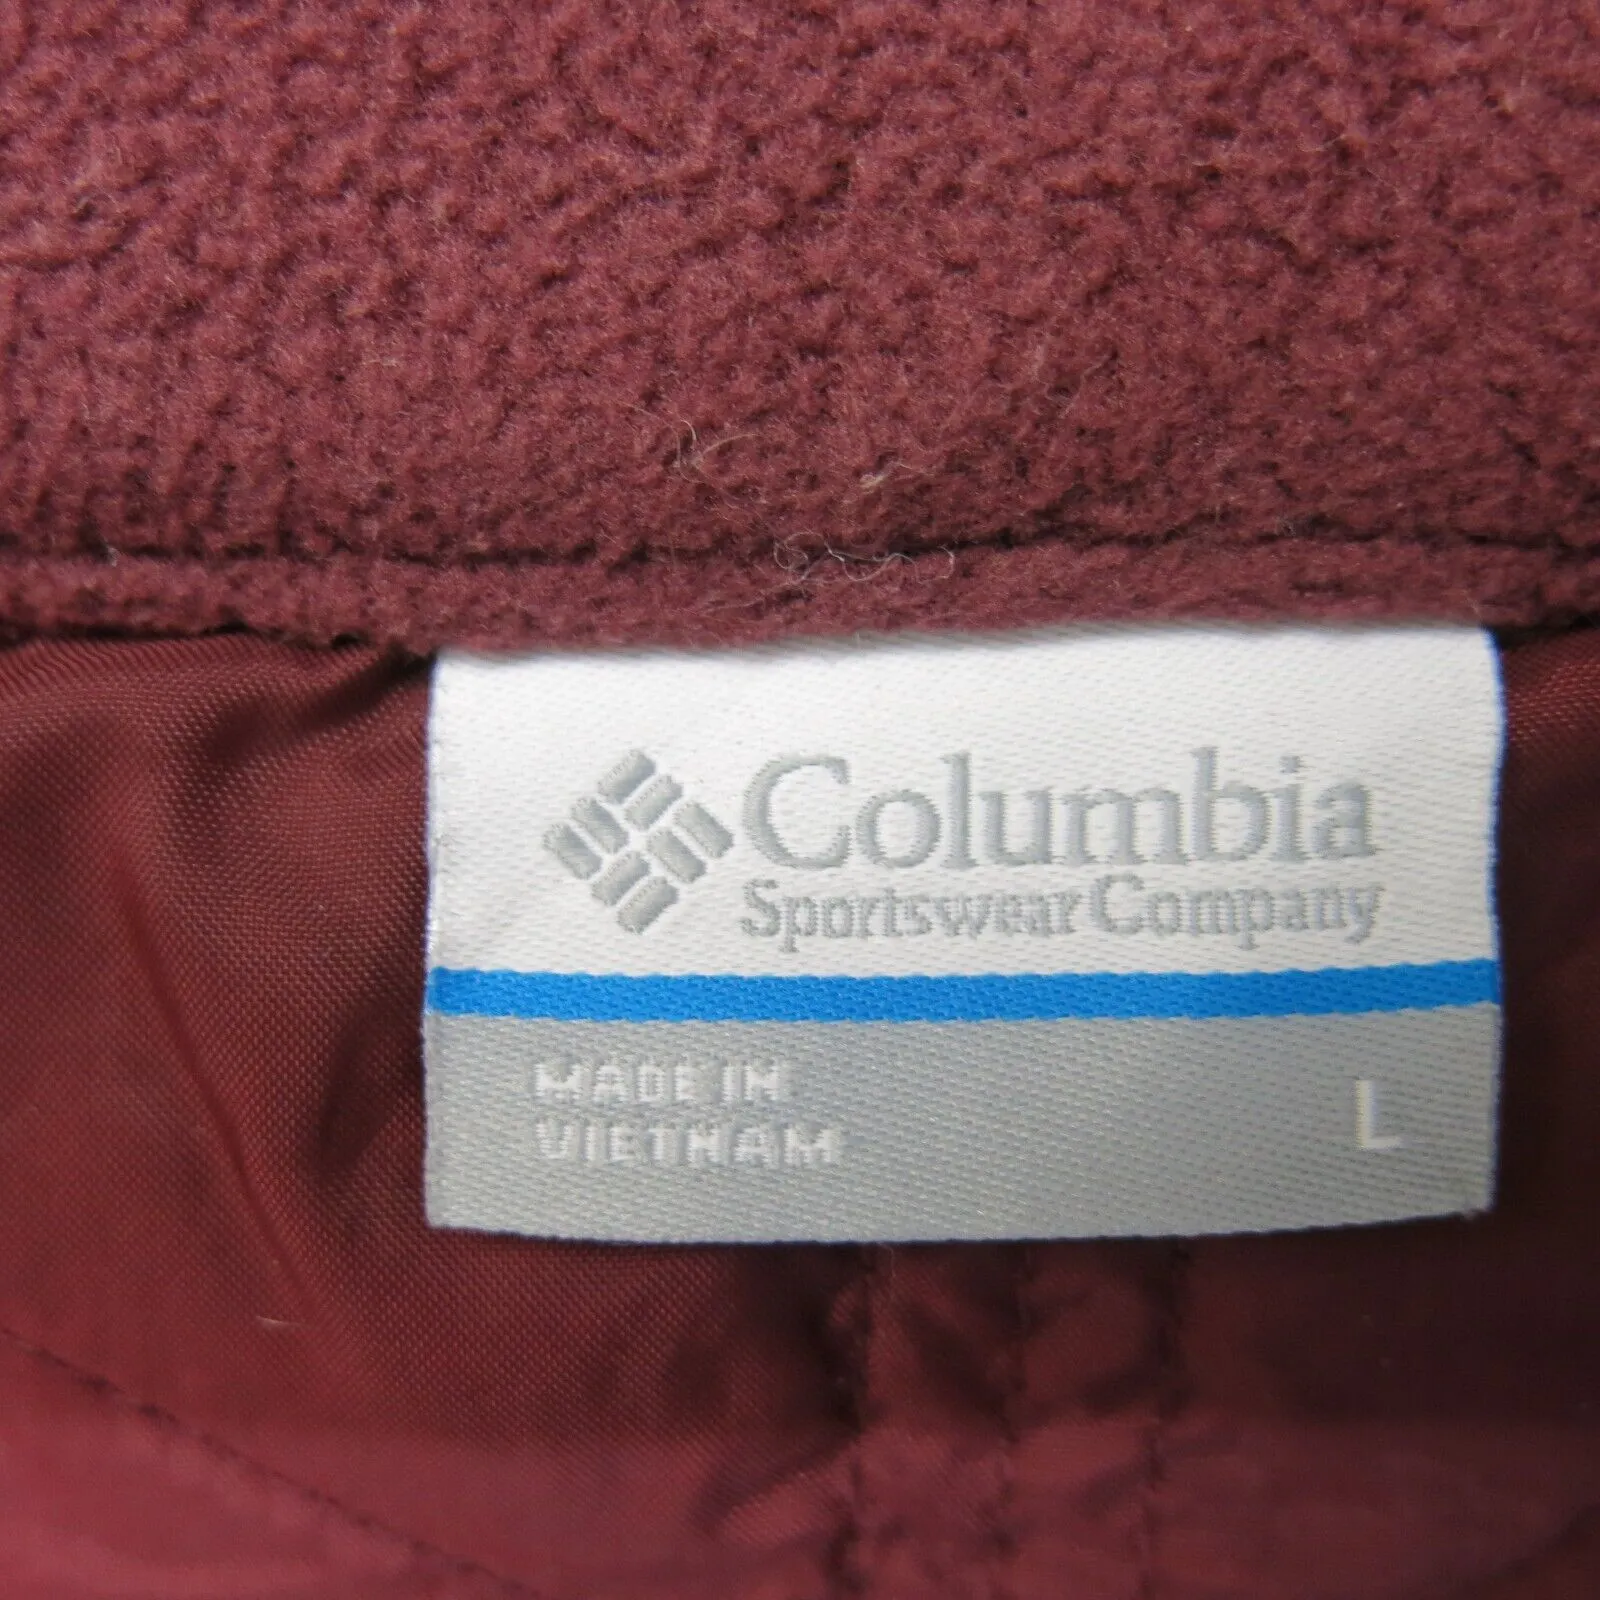 Columbia
Sportswear Company
MADE IN
VIETNAM
L